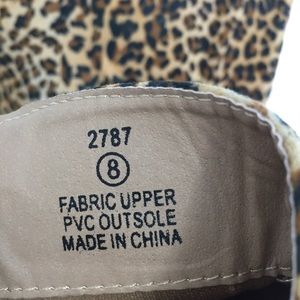 2787
8
FABRIC UPPER
PVC OUTSOLE
MADE IN CHINA